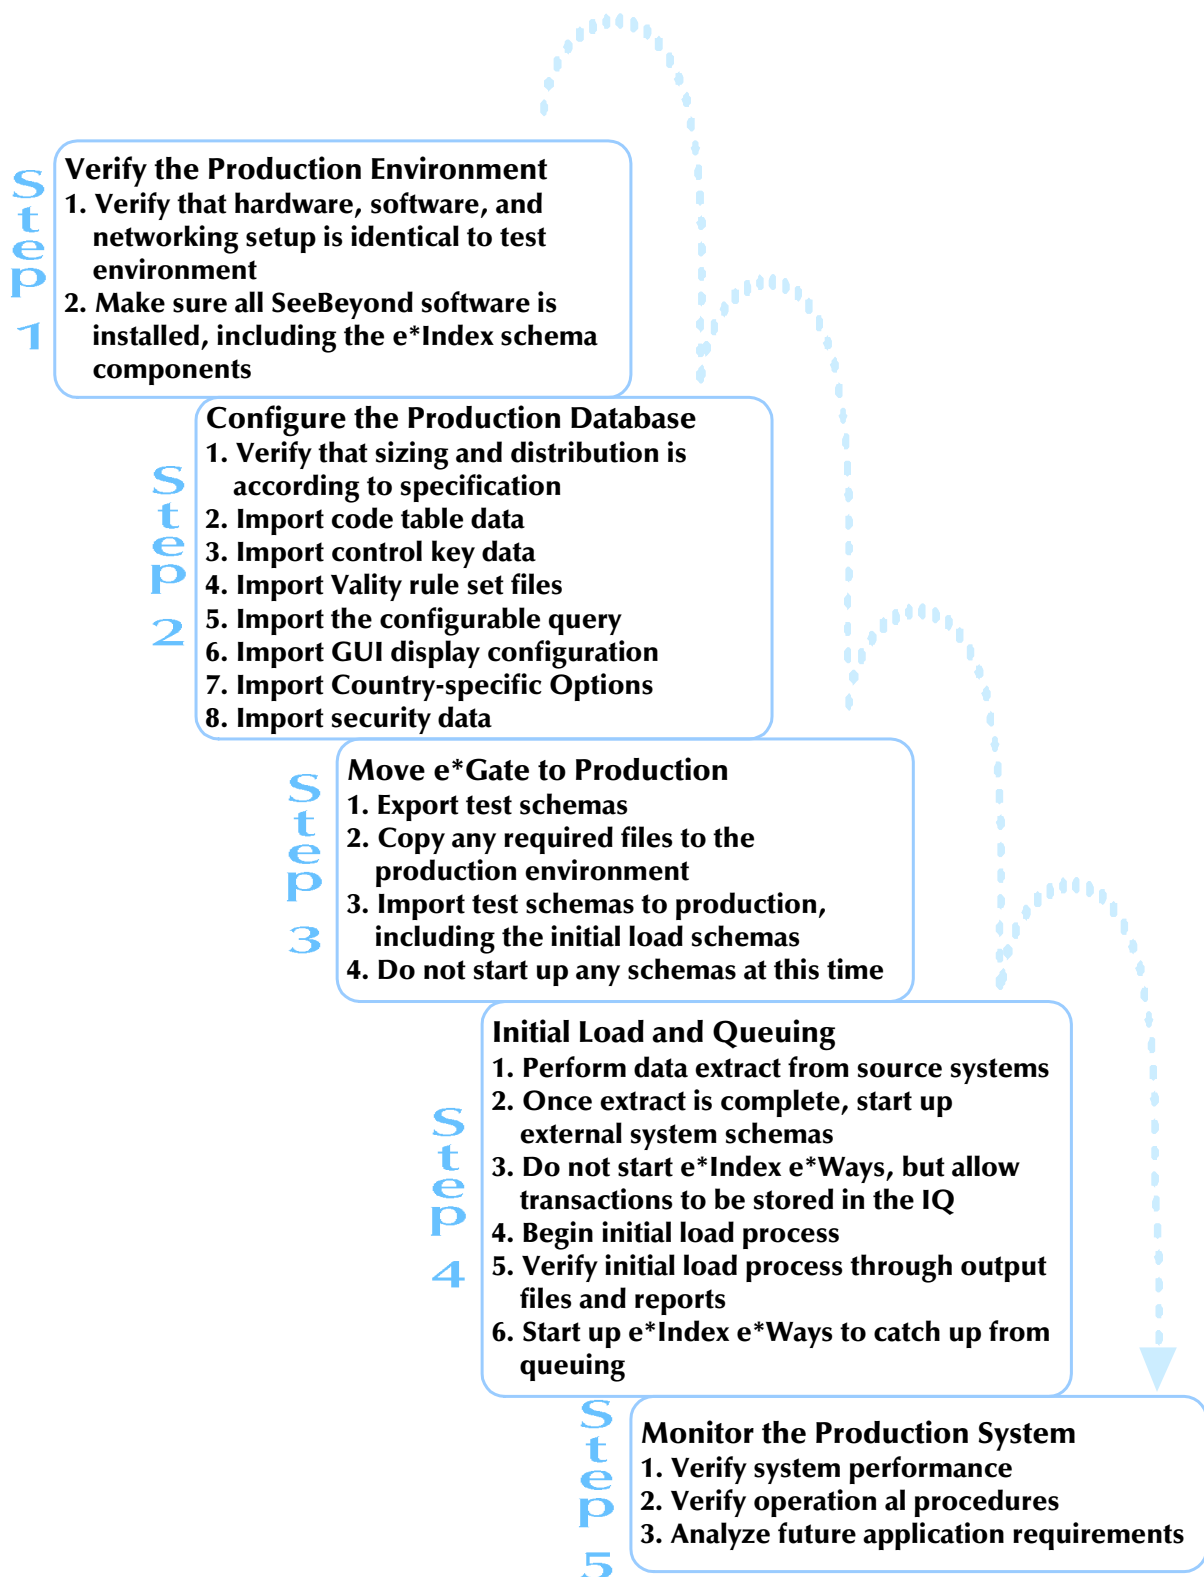 Step 1
Verify the Production Environment
1. Verify that hardware, software, and
networking setup is identical to test
environment
2. Make sure all SeeBeyond software is
installed, including the e*Index schema
components
Step 2
Configure the Production Database
1. Verify that sizing and distribution is
according to specification
2. Import code table data
3. Import control key data
4. Import Vality rule set files
5. Import the configurable query
6. Import GUI display configuration
7. Import Country-specific Options
8. Import security data
Step 3
Move e*Gate to Production
1. Export test schemas
2. Copy any required files to the
production environment
3. Import test schemas to production,
including the initial load schemas
4. Do not start up any schemas at this time
Step 4
Initial Load and Queuing
1. Perform data extract from source systems
2. Once extract is complete, start up
external system schemas
3. Do not start e*Index e*Ways, but allow
transactions to be stored in the IQ
4. Begin initial load process
5. Verify initial load process through output
files and reports
6. Start up e*Index e*Ways to catch up from
queuing
Step 5
Monitor the Production System
1. Verify system performance
2. Verify operation al procedures
3. Analyze future application requirements